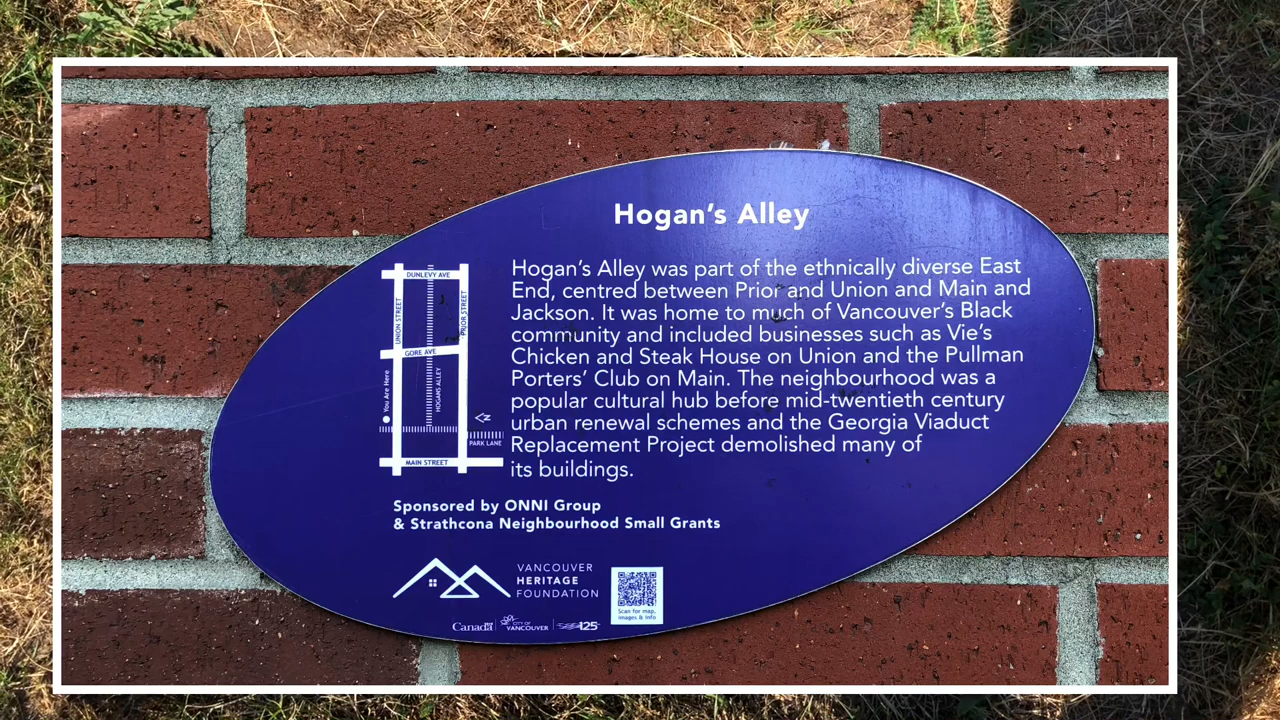 Hogan's Alley
Hogan's Alley was part of the ethnically diverse East
End, centred between Prior and Union and Main and
Jackson. It was home to much of Vancouver's Black
community and included businesses such as Vie's
Chicken and Steak House on Union and the Pullman
Porters' Club on Main. The neighbourhood was a
popular cultural hub before mid-twentieth century
urban renewal schemes and the Georgia Viaduct
Replacement Project demolished many of
its buildings.
DUNLEVY AVE
UNION STREET
PRIOR STREET
GORE AVE
You Are Here
HOGANS ALLEY
N
PARK LANE
MAIN STREET
Sponsored by ONNI Group
& Strathcona Neighbourhood Small Grants
VANCOUVER
HERITAGE
FOUNDATION
Canada
CITY OF
VANCOUVER
125
Scan for map,
images & info